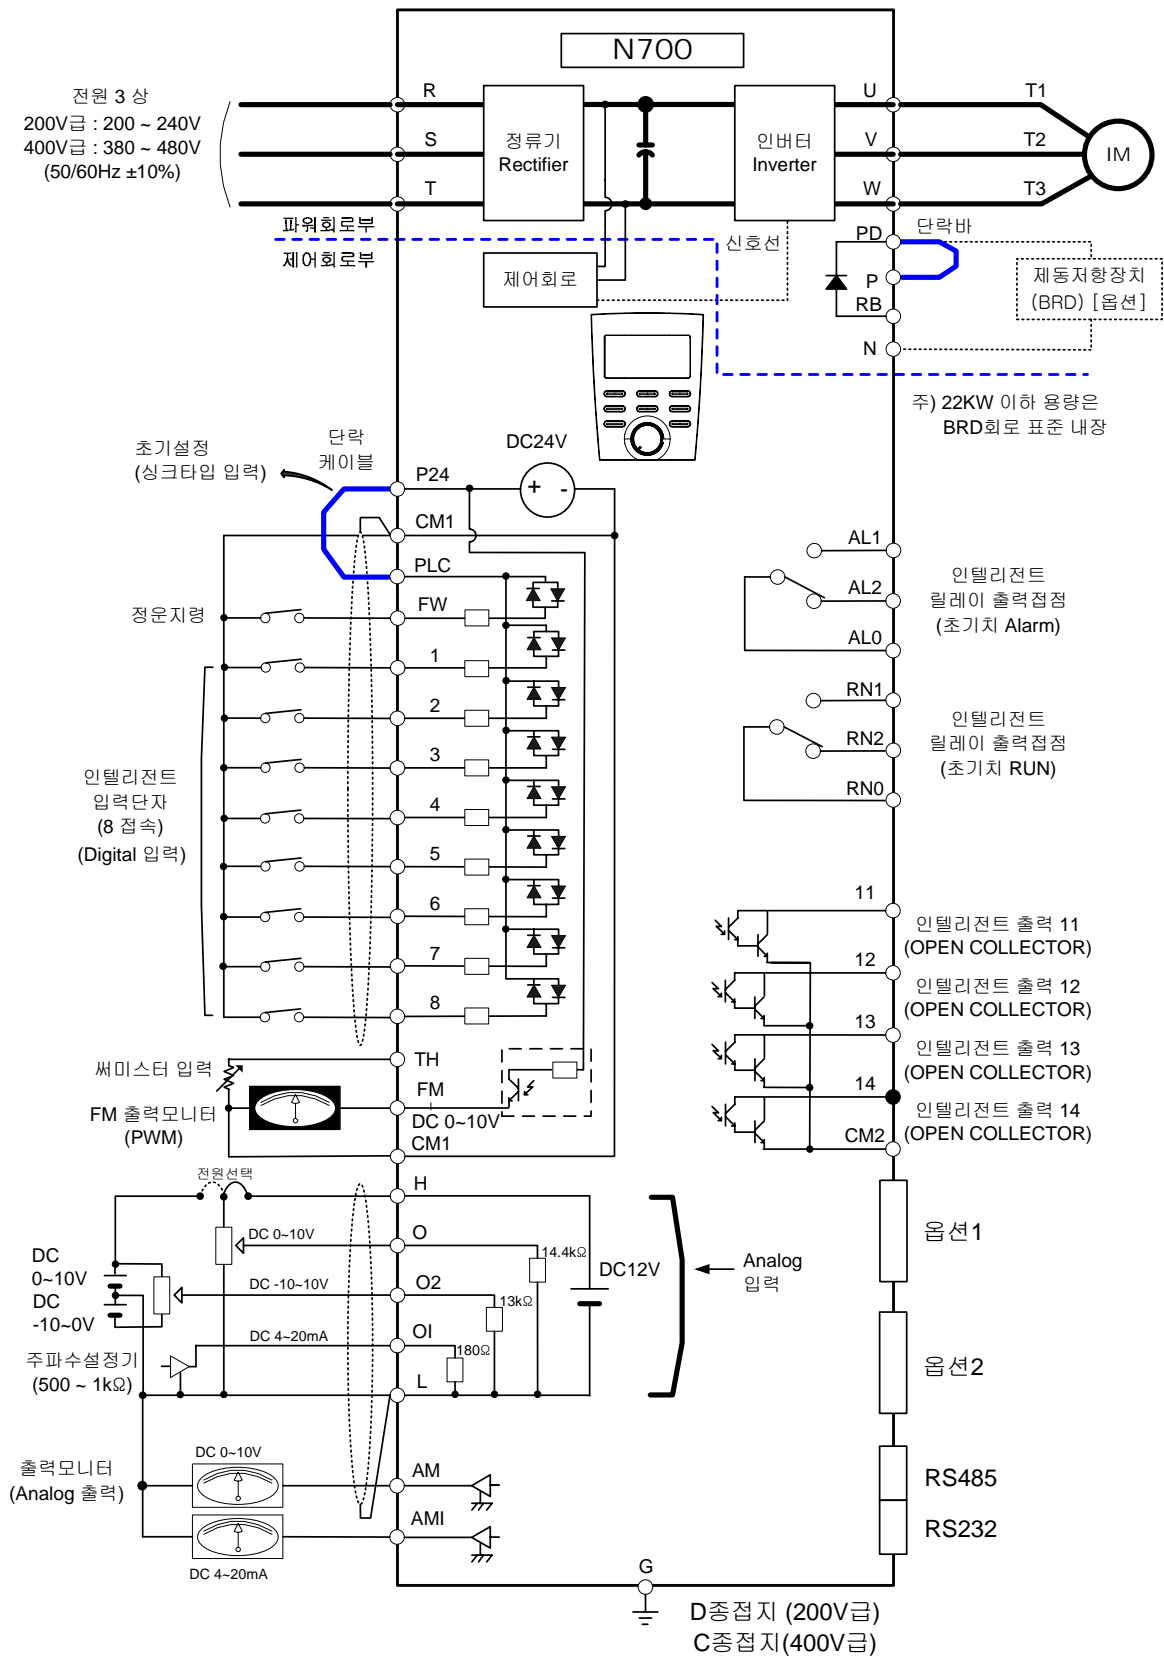 N700
전원 3 상
200V급 : 200 ~ 240V
400V급 : 380 ~ 480V
(50/60Hz ±10%)
R
S
T
정류기
Rectifier
인버터
Inverter
U
V
W
T1
T2
T3
IM
파워회로부
제어회로부
제어회로
신호선
PD
P
RB
N
단락바
제동저항장치
(BRD) [옵션]
주) 22KW 이하 용량은
BRD회로 표준 내장
초기설정
(싱크타입 입력)
단락
케이블
DC24V
+
-
P24
CM1
PLC
정운지령
FW
1
2
3
4
5
6
7
8
인텔리전트
입력단자
(8 접속)
(Digital 입력)
AL1
AL2
AL0
인텔리전트
릴레이 출력접점
(초기치 Alarm)
RN1
RN2
RN0
인텔리전트
릴레이 출력접점
(초기치 RUN)
11
인텔리전트 출력 11
(OPEN COLLECTOR)
12
인텔리전트 출력 12
(OPEN COLLECTOR)
13
인텔리전트 출력 13
(OPEN COLLECTOR)
14
인텔리전트 출력 14
(OPEN COLLECTOR)
CM2
써미스터 입력
TH
FM 출력모니터
(PWM)
FM
DC 0~10V
CM1
전원선택
H
DC 0~10V
O
14.4kΩ
DC12V
Analog
입력
DC
0~10V
DC
-10~0V
DC -10~10V
O2
13kΩ
DC 4~20mA
OI
180Ω
주파수설정기
(500 ~ 1kΩ)
L
옵션1
옵션2
RS485
RS232
출력모니터
(Analog 출력)
DC 0~10V
AM
AMI
DC 4~20mA
G
D종접지 (200V급)
C종접지(400V급)